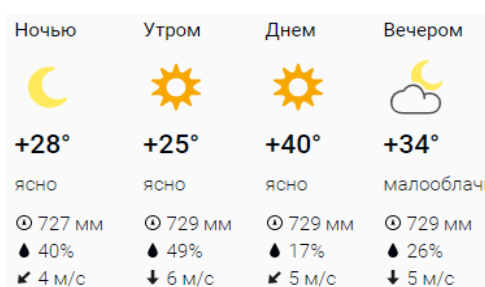 Ночью Утром Днем Вечером
+28° +25° +40° +34°
ясно ясно ясно малооблач
727 мм 729 мм 729 мм 729 мм
40% 49% 17% 26%
4 м/с 6 м/с 5 м/с 5 м/с